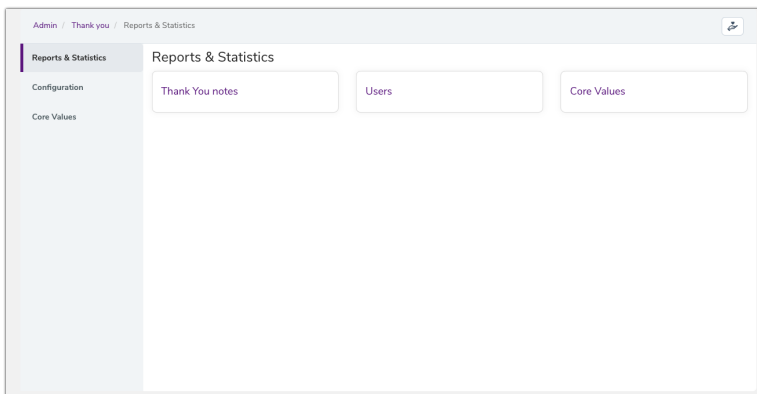 Admin / Thank you / Reports & Statistics
Reports & Statistics
Configuration
Core Values
Reports & Statistics
Thank You notes
Users
Core Values